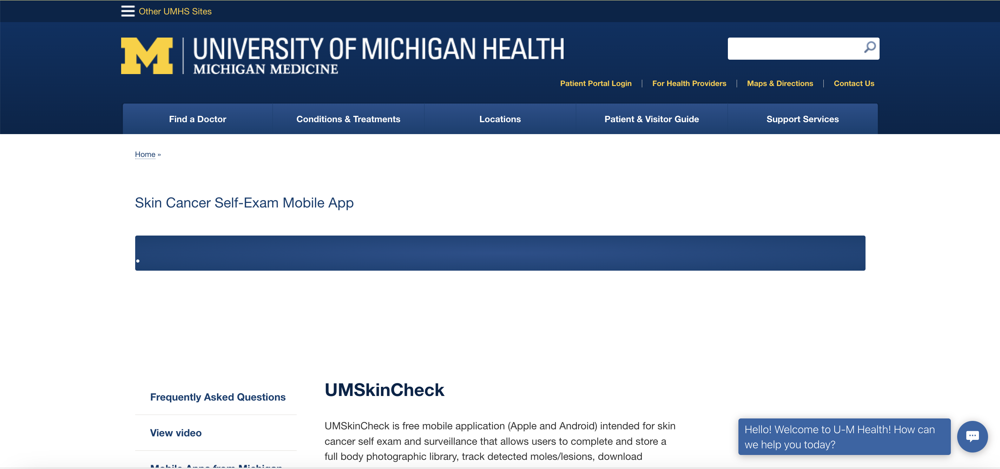 Other UMHS Sites
M
UNIVERSITY OF MICHIGAN HEALTH
MICHIGAN MEDICINE
Patient Portal Login
For Health Providers
Maps & Directions
Contact Us
Find a Doctor
Conditions & Treatments
Locations
Patient & Visitor Guide
Support Services
Home »
Skin Cancer Self-Exam Mobile App
Frequently Asked Questions
View video
Mobile Apps from Michigan
UMSkinCheck
UMSkinCheck is free mobile application (Apple and Android) intended for skin
cancer self exam and surveillance that allows users to complete and store a
full body photographic library, track detected moles/lesions, download
Hello! Welcome to U-M Health! How can
we help you today?